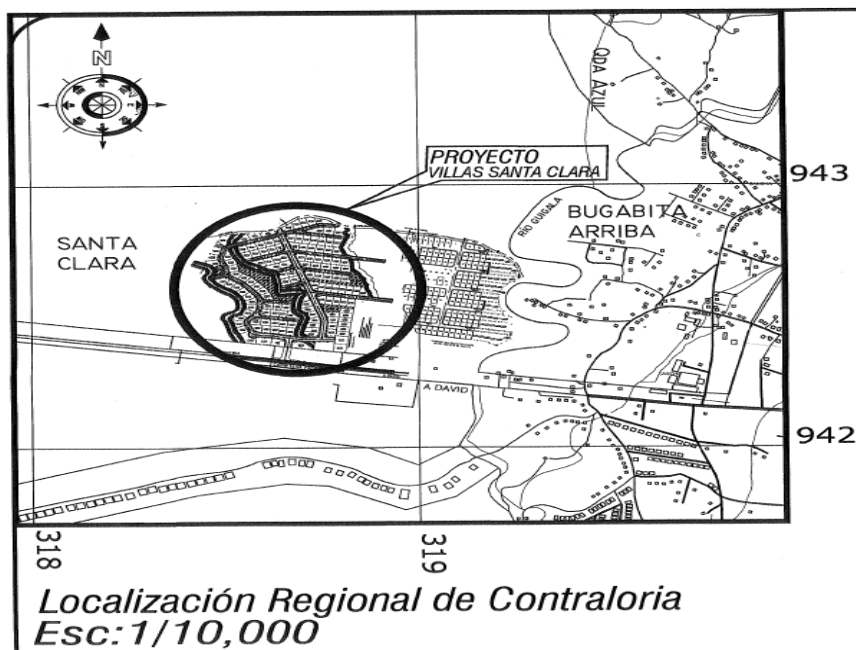 N
QDA AZUL
PROYECTO
VILLAS SANTA CLARA
943
RÍO GUIGALA
BUGABITA
ARRIBA
SANTA
CLARA
A DAVID
942
318
319
Localización Regional de Contraloria
Esc:1/10,000